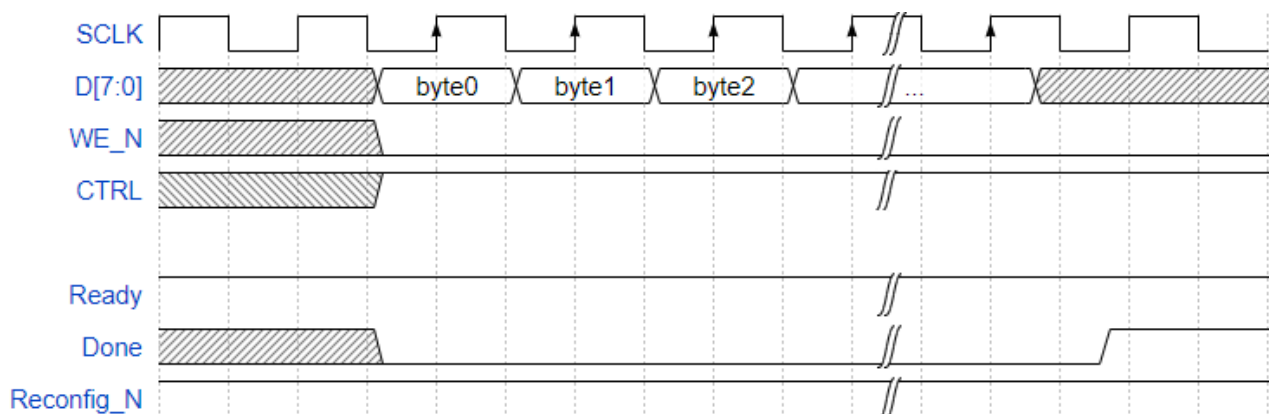 SCLK
D[7:0] byte0 byte1 byte2 ...
WE_N
CTRL
Ready
Done
Reconfig_N